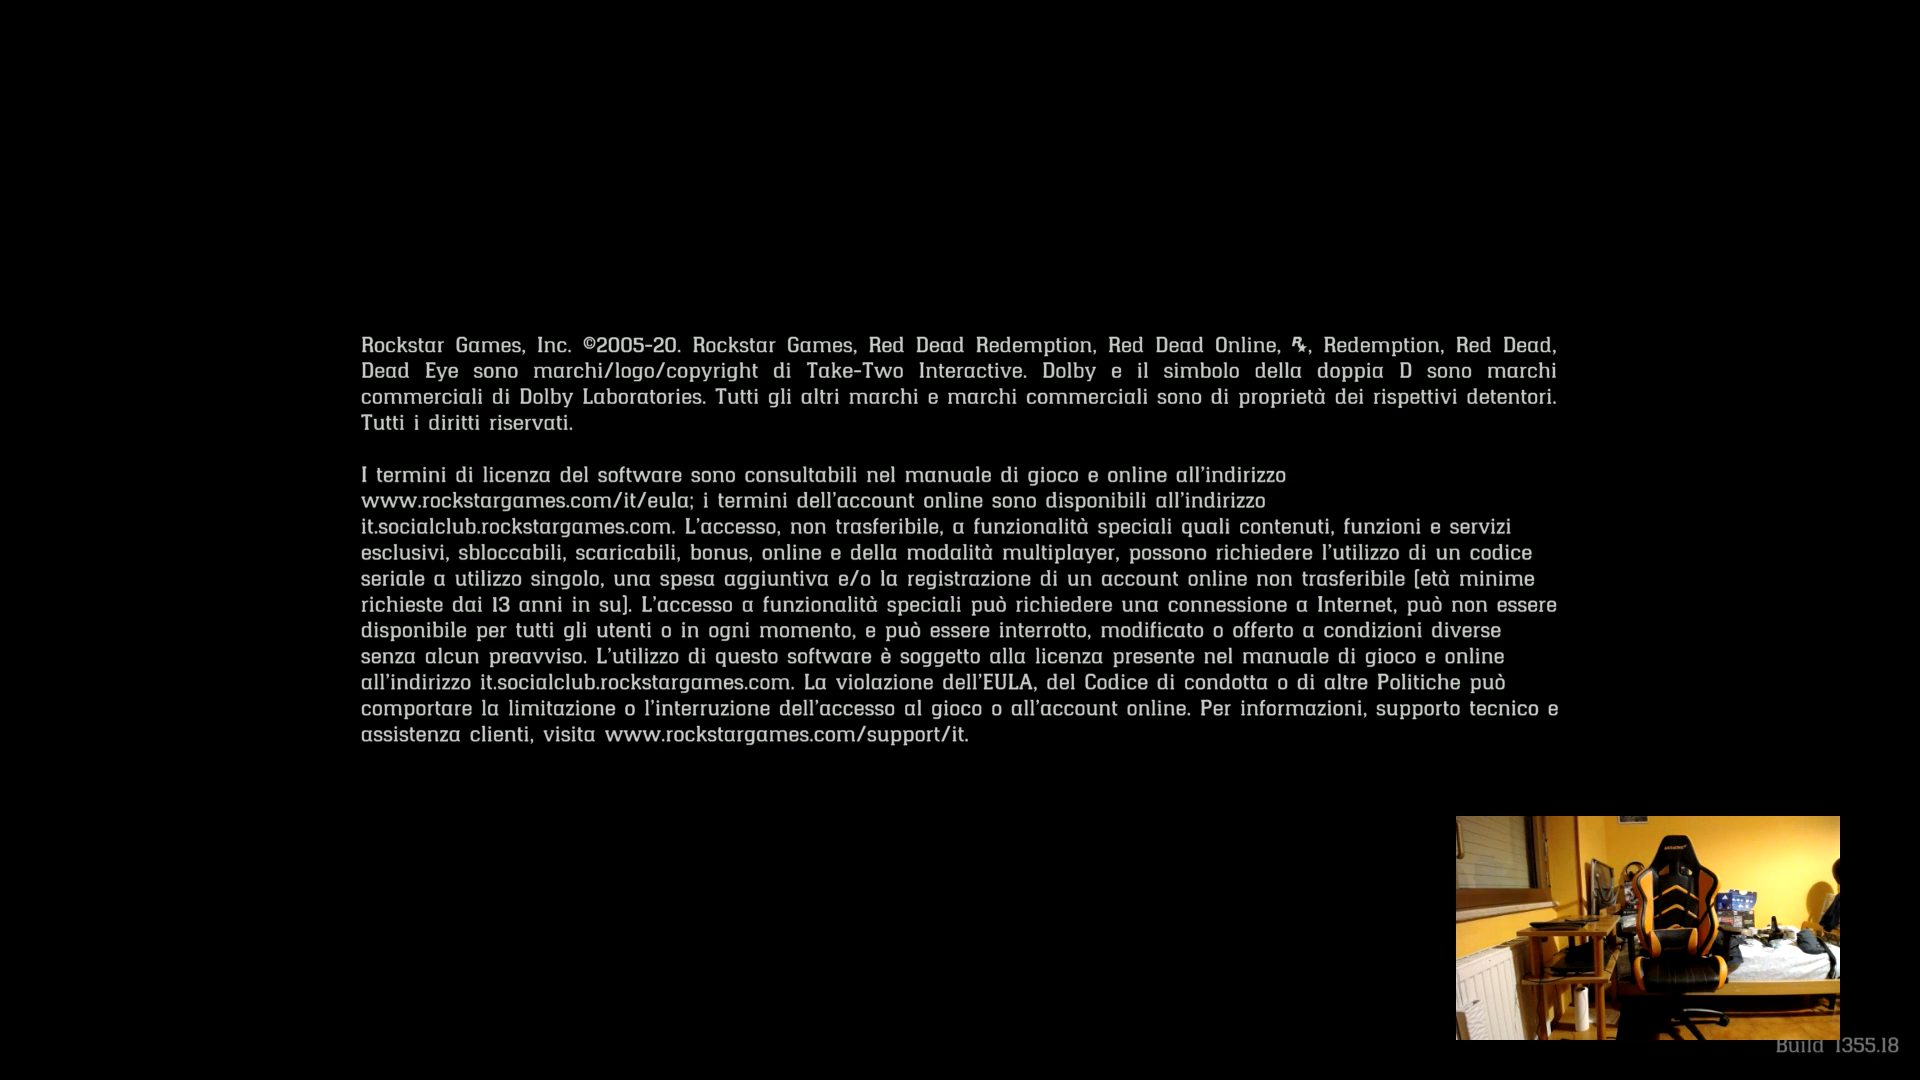 Rockstar Games, Inc. ©2005-20. Rockstar Games, Red Dead Redemption, Red Dead Online, R★, Redemption, Red Dead,
Dead Eye sono marchi/logo/copyright di Take-Two Interactive. Dolby e il simbolo della doppia D sono marchi
commerciali di Dolby Laboratories. Tutti gli altri marchi e marchi commerciali sono di proprietà dei rispettivi detentori.
Tutti i diritti riservati.
I termini di licenza del software sono consultabili nel manuale di gioco e online all'indirizzo
www.rockstargames.com/it/eula; i termini dell'account online sono disponibili all'indirizzo
it.socialclub.rockstargames.com. L'accesso, non trasferibile, a funzionalità speciali quali contenuti, funzioni e servizi
esclusivi, sbloccabili, scaricabili, bonus, online e della modalità multiplayer, possono richiedere l'utilizzo di un codice
seriale a utilizzo singolo, una spesa aggiuntiva e/o la registrazione di un account online non trasferibile [età minime
richieste dai 13 anni in su]. L'accesso a funzionalità speciali può richiedere una connessione a Internet, può non essere
disponibile per tutti gli utenti o in ogni momento, e può essere interrotto, modificato o offerto a condizioni diverse
senza alcun preavviso. L'utilizzo di questo software è soggetto alla licenza presente nel manuale di gioco e online
all'indirizzo it.socialclub.rockstargames.com. La violazione dell'EULA, del Codice di condotta o di altre Politiche può
comportare la limitazione o l'interruzione dell'accesso al gioco o all'account online. Per informazioni, supporto tecnico e
assistenza clienti, visita www.rockstargames.com/support/it.
Build 1355.18